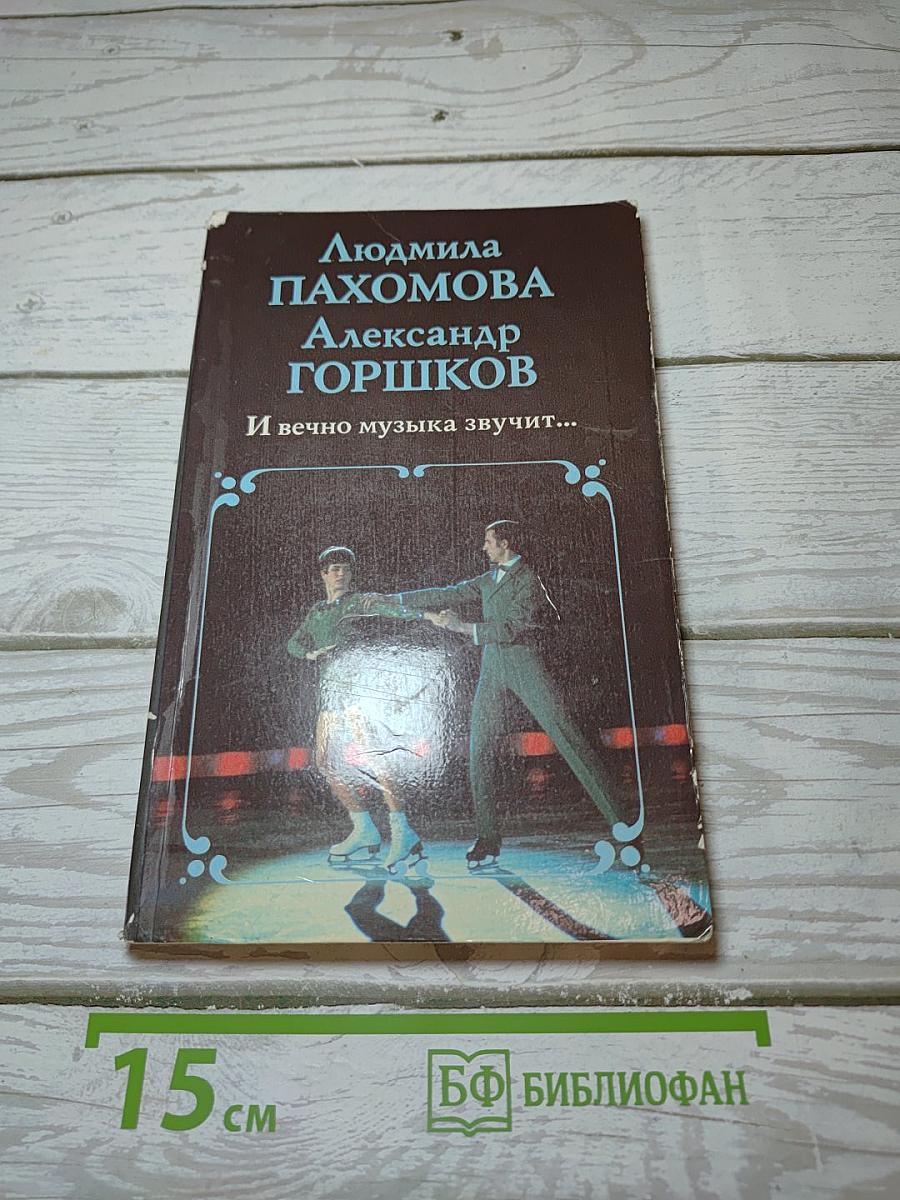 Людмила
ПАХОМОВА
Александр
ГОРШКОВ
И вечно музыка звучит...
15 см
БФ БИБЛИОФАН